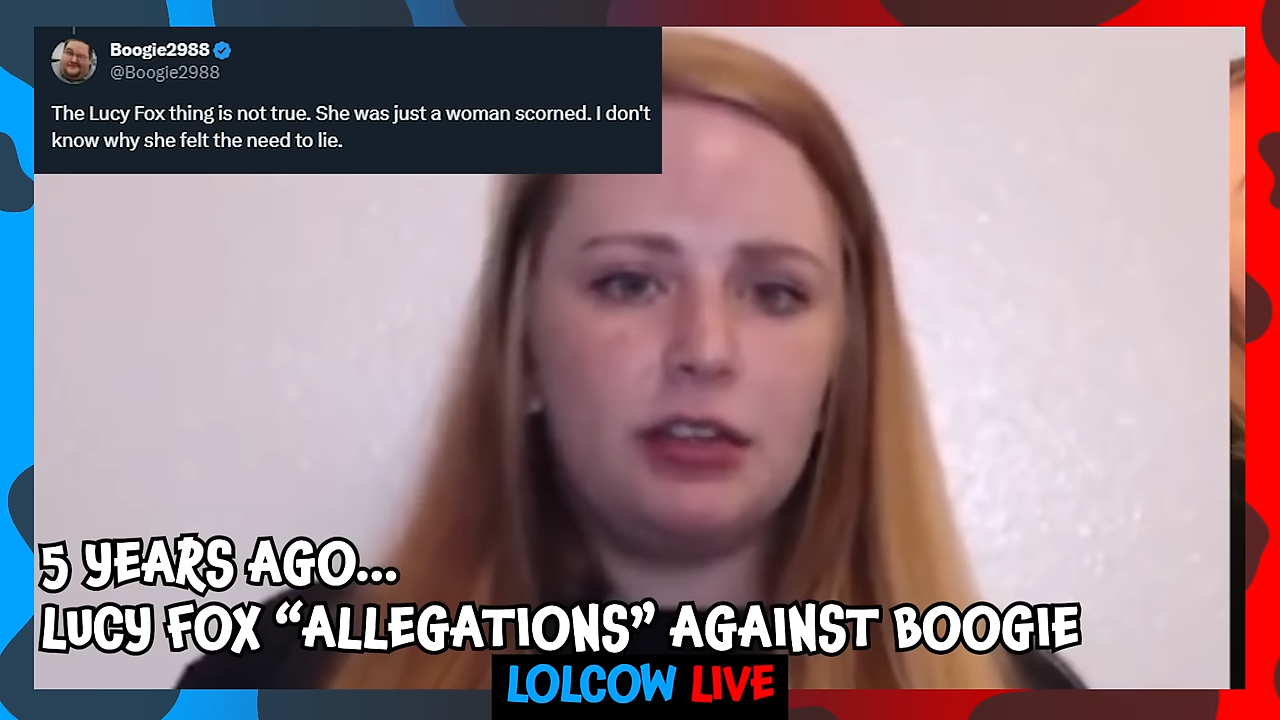 Boogie2988
@Boogie2988
The Lucy Fox thing is not true. She was just a woman scorned. I don't
know why she felt the need to lie.
5 YEARS AGO...
LUCY FOX “ALLEGATIONS” AGAINST BOOGIE
LOLCOW LIVE